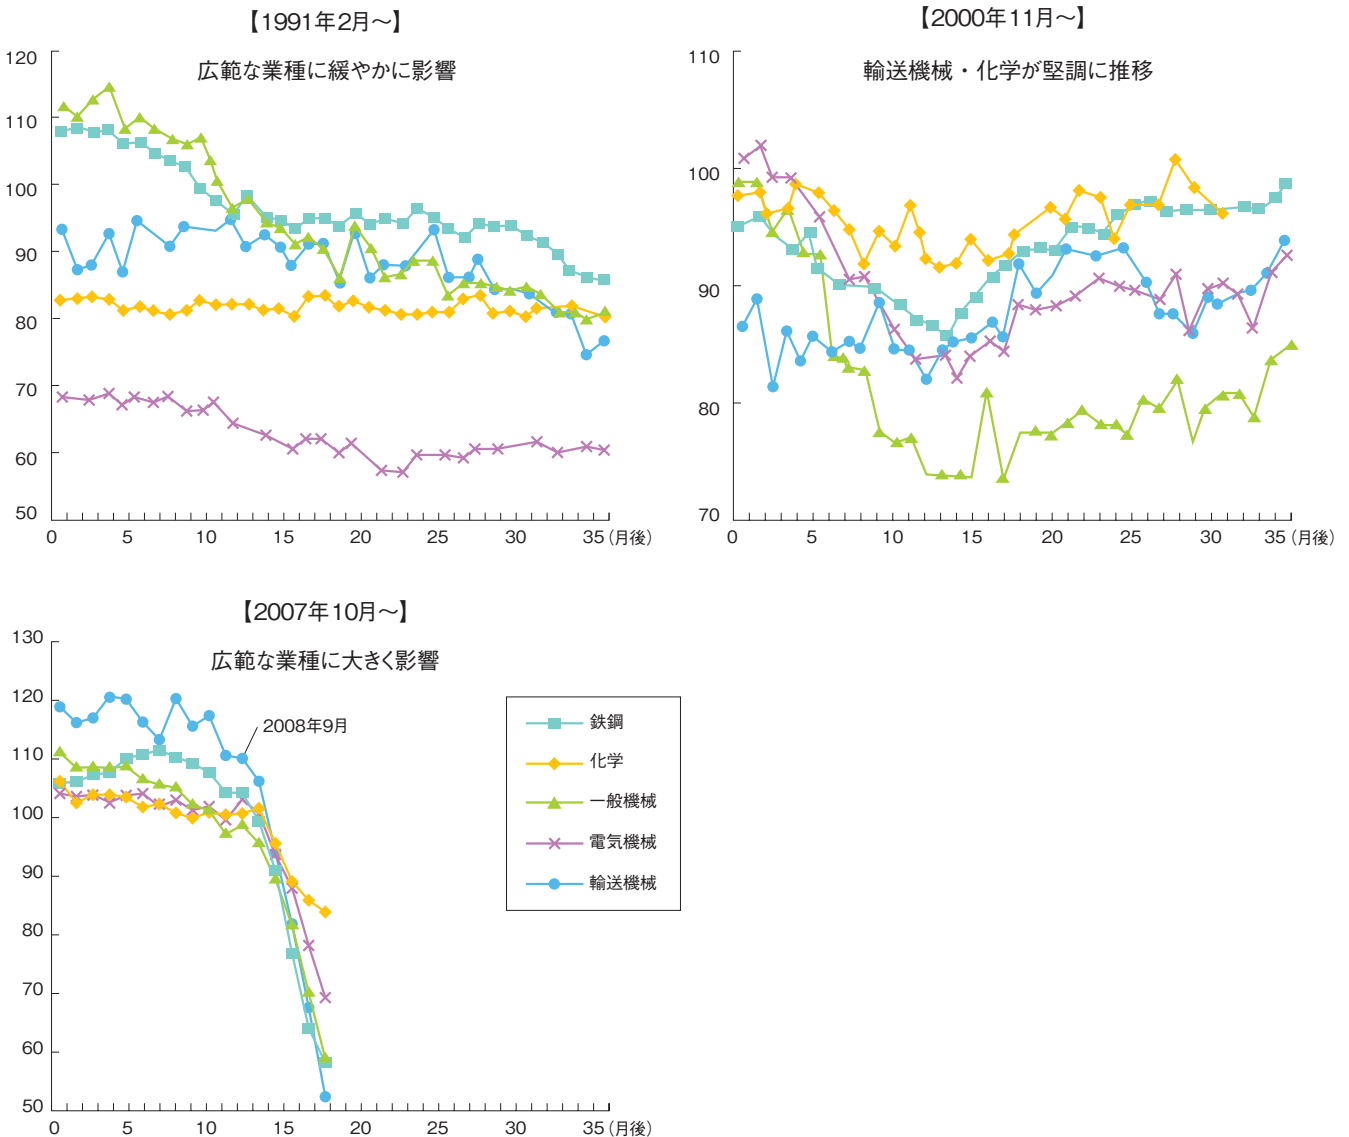 【1991年2月～】
広範な業種に緩やかに影響
120
110
100
90
80
70
60
50
0 5 10 15 20 25 30 35（月後）
【2000年11月～】
輸送機械・化学が堅調に推移
110
100
90
80
70
0 5 10 15 20 25 30 35（月後）
【2007年10月～】
広範な業種に大きく影響
130
120
110
100
90
80
70
60
50
2008年9月
0 5 10 15 20 25 30 35（月後）
鉄鋼
化学
一般機械
電気機械
輸送機械